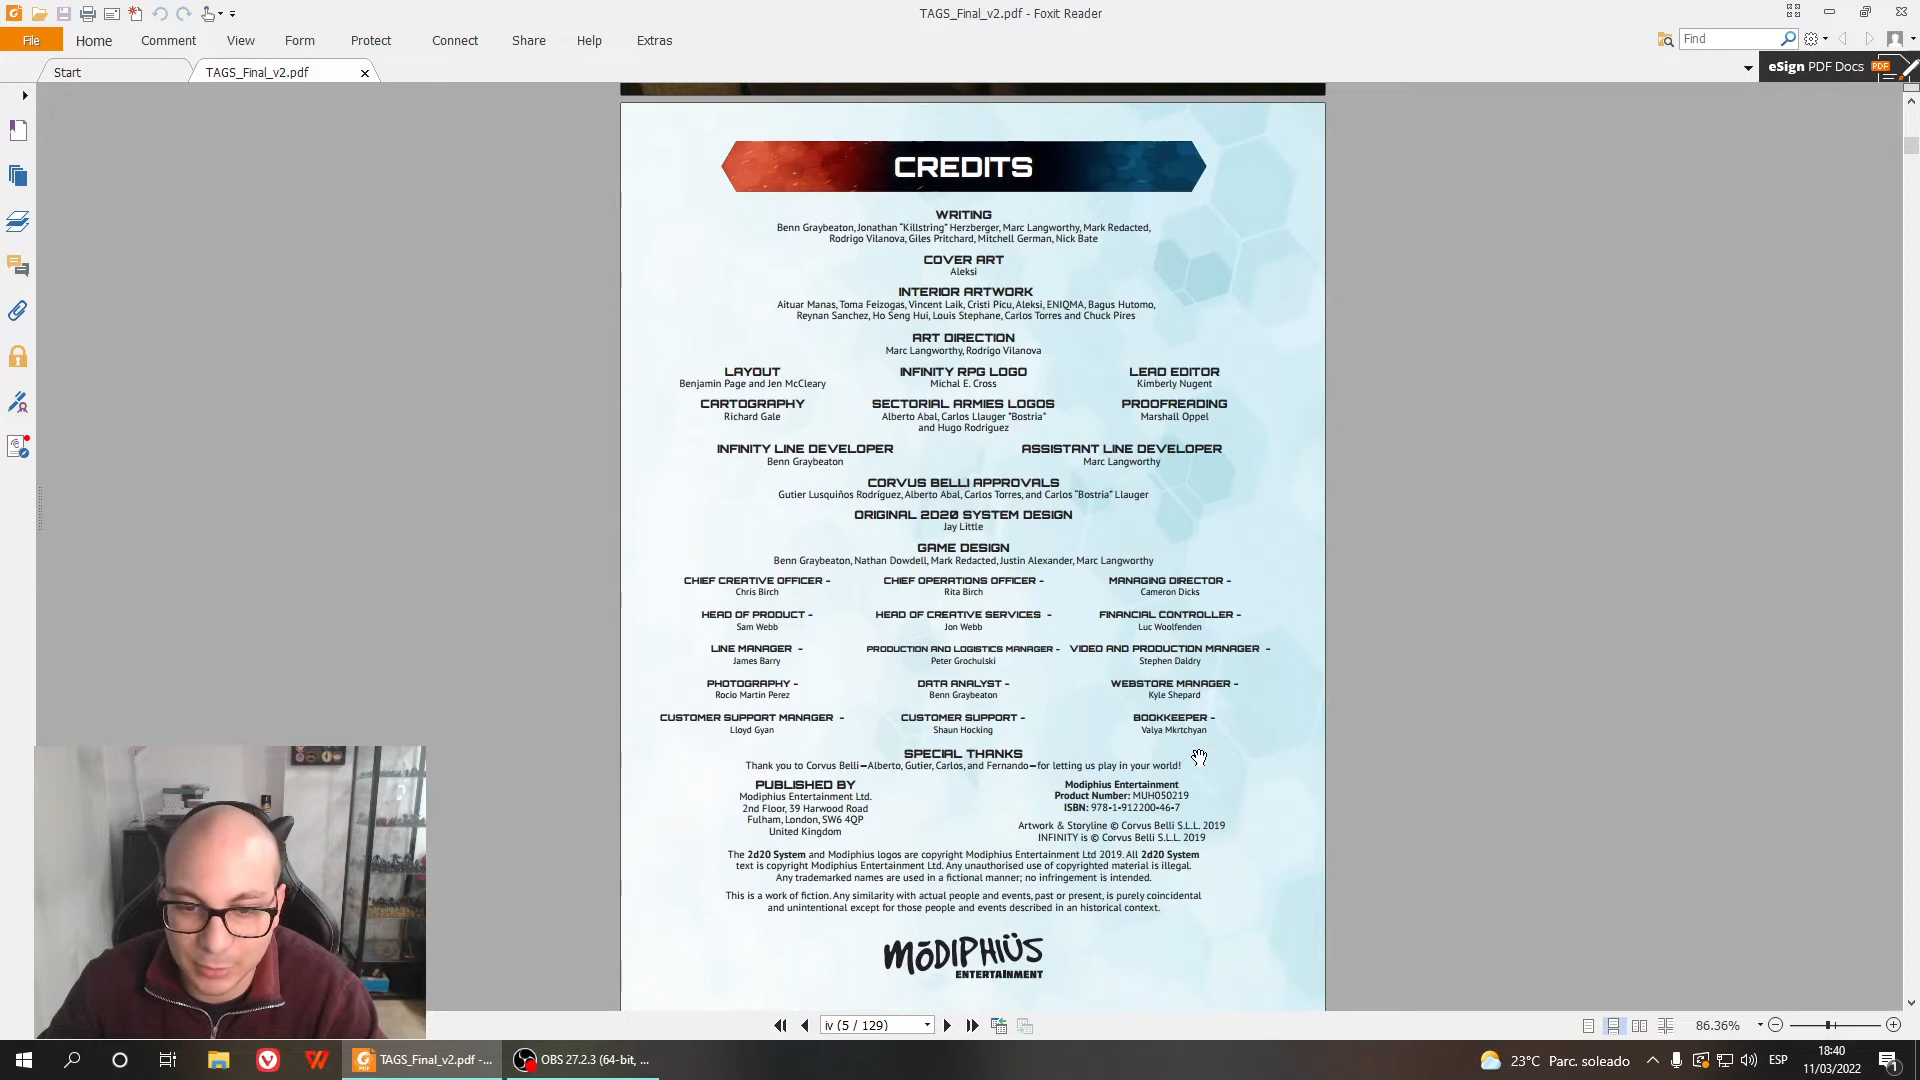 TAGS_Final_v2.pdf - Foxit Reader
File Home Comment View Form Protect Connect Share Help Extras
Find
Start
TAGS_Final_v2.pdf
eSign PDF Docs PDF
CREDITS
WRITING
Benn Graybeaton, Jonathan “Killstring” Herzberger, Marc Langworthy, Mark Redacted,
Rodrigo Vilanova, Giles Pritchard, Mitchell German, Nick Bate
COVER ART
Aleksi
INTERIOR ARTWORK
Aituar Manas, Toma Feizogas, Vincent Laik, Cristi Picu, Aleksi, ENIQMA, Bagus Hutomo,
Reynan Sanchez, Ho Seng Hui, Louis Stephane, Carlos Torres and Chuck Pires
ART DIRECTION
Marc Langworthy, Rodrigo Vilanova
LAYOUT
Benjamin Page and Jen McCleary
INFINITY RPG LOGO
Michal E. Cross
LEAD EDITOR
Kimberly Nugent
CARTOGRAPHY
Richard Gale
SECTORIAL ARMIES LOGOS
Alberto Abal, Carlos Llauger "Bostria"
and Hugo Rodriguez
PROOFREADING
Marshall Oppel
INFINITY LINE DEVELOPER
Benn Graybeaton
ASSISTANT LINE DEVELOPER
Marc Langworthy
CORVUS BELLI APPROVALS
Gutier Lusquiños Rodríguez, Alberto Abal, Carlos Torres, and Carlos “Bostria” Llauger
ORIGINAL 2D20 SYSTEM DESIGN
Jay Little
GAME DESIGN
Benn Graybeaton, Nathan Dowdell, Mark Redacted, Justin Alexander, Marc Langworthy
CHIEF CREATIVE OFFICER -
Chris Birch
CHIEF OPERATIONS OFFICER -
Rita Birch
MANAGING DIRECTOR -
Cameron Dicks
HEAD OF PRODUCT -
Sam Webb
HEAD OF CREATIVE SERVICES -
Jon Webb
FINANCIAL CONTROLLER -
Luc Woolfenden
LINE MANAGER -
James Barry
PRODUCTION AND LOGISTICS MANAGER -
Peter Grochulski
VIDEO AND PRODUCTION MANAGER -
Stephen Daldry
PHOTOGRAPHY -
Rocio Martin Perez
DATA ANALYST -
Benn Graybeaton
WEBSTORE MANAGER -
Kyle Shepard
CUSTOMER SUPPORT MANAGER -
Lloyd Gyan
CUSTOMER SUPPORT -
Shaun Hocking
BOOKKEEPER -
Valya Mkrtchyan
SPECIAL THANKS
Thank you to Corvus Belli—Alberto, Gutier, Carlos, and Fernando—for letting us play in your world!
PUBLISHED BY
Modiphius Entertainment Ltd.
2nd Floor, 39 Harwood Road
Fulham, London, SW6 4QP
United Kingdom
Modiphius Entertainment
Product Number: MUH050219
ISBN: 978-1-912200-46-7
Artwork & Storyline © Corvus Belli S.L.L. 2019
INFINITY is © Corvus Belli S.L.L. 2019
The 2d20 System and Modiphius logos are copyright Modiphius Entertainment Ltd 2019. All 2d20 System
text is copyright Modiphius Entertainment Ltd. Any unauthorised use of copyrighted material is illegal.
Any trademarked names are used in a fictional manner; no infringement is intended.
This is a work of fiction. Any similarity with actual people and events, past or present, is purely coincidental
and unintentional except for those people and events described in an historical context.
MōDIPHIÜS
ENTERTAINMENT
iv (5 / 129)
86.36%
TAGS_Final_v2.pdf -...
OBS 27.2.3 (64-bit, ...
23°C Parc. soleado
ESP
18:40
11/03/2022
1